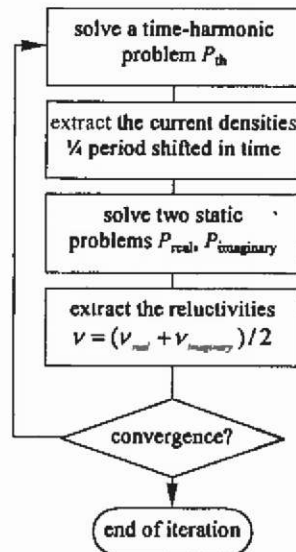 solve a time-harmonic
problem P_th
extract the current densities
¼ period shifted in time
solve two static
problems P_real, P_imaginary
extract the reluctivities
ν = (ν_real + ν_imaginary)/2
convergence?
end of iteration